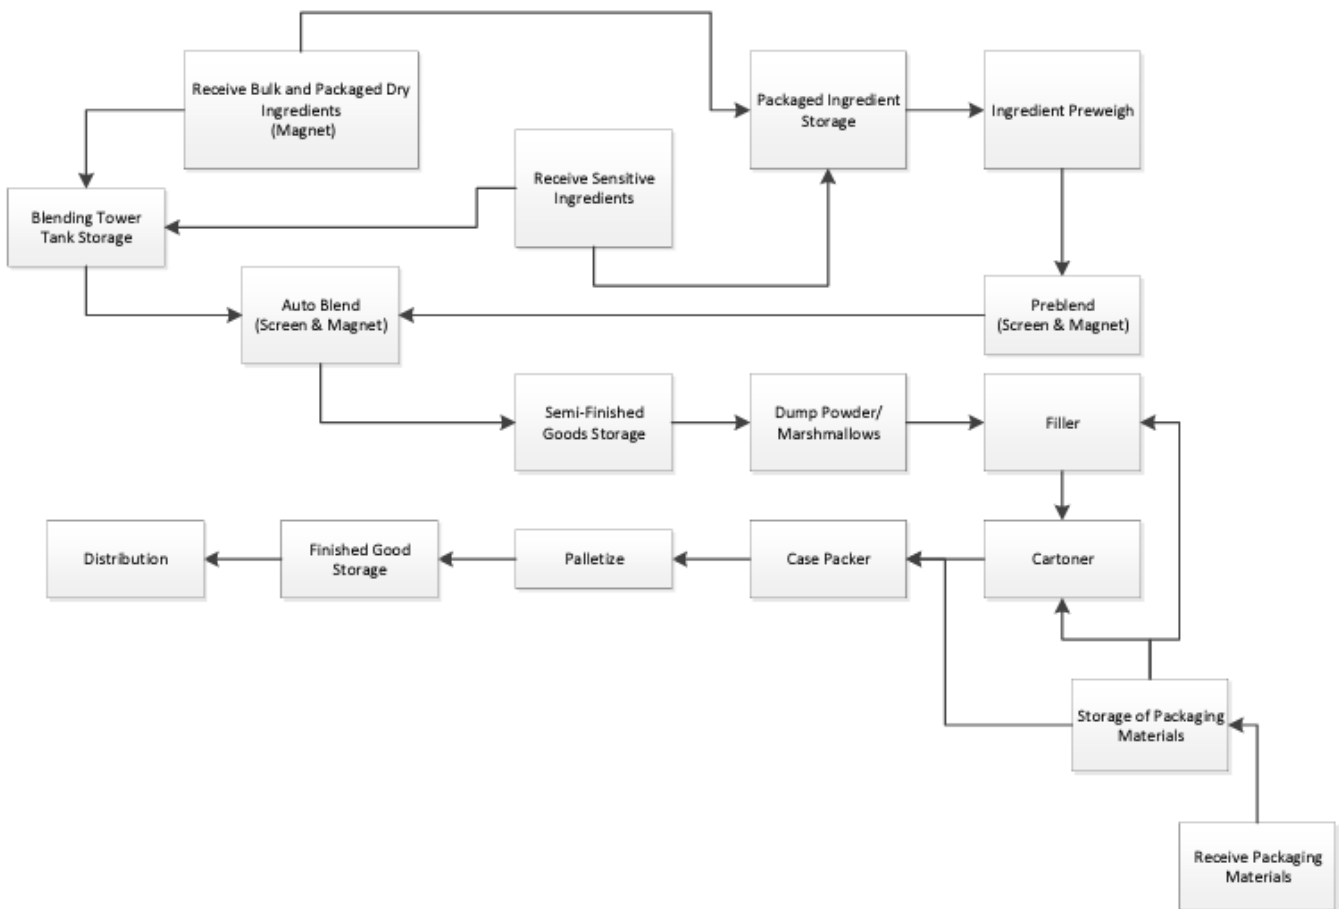 Receive Bulk and Packaged Dry
Ingredients
(Magnet)
Packaged Ingredient
Storage
Ingredient Preweigh
Receive Sensitive
Ingredients
Blending Tower
Tank Storage
Auto Blend
(Screen & Magnet)
Preblend
(Screen & Magnet)
Semi-Finished
Goods Storage
Dump Powder/
Marshmallows
Filler
Distribution
Finished Good
Storage
Palletize
Case Packer
Cartoner
Storage of Packaging
Materials
Receive Packaging
Materials